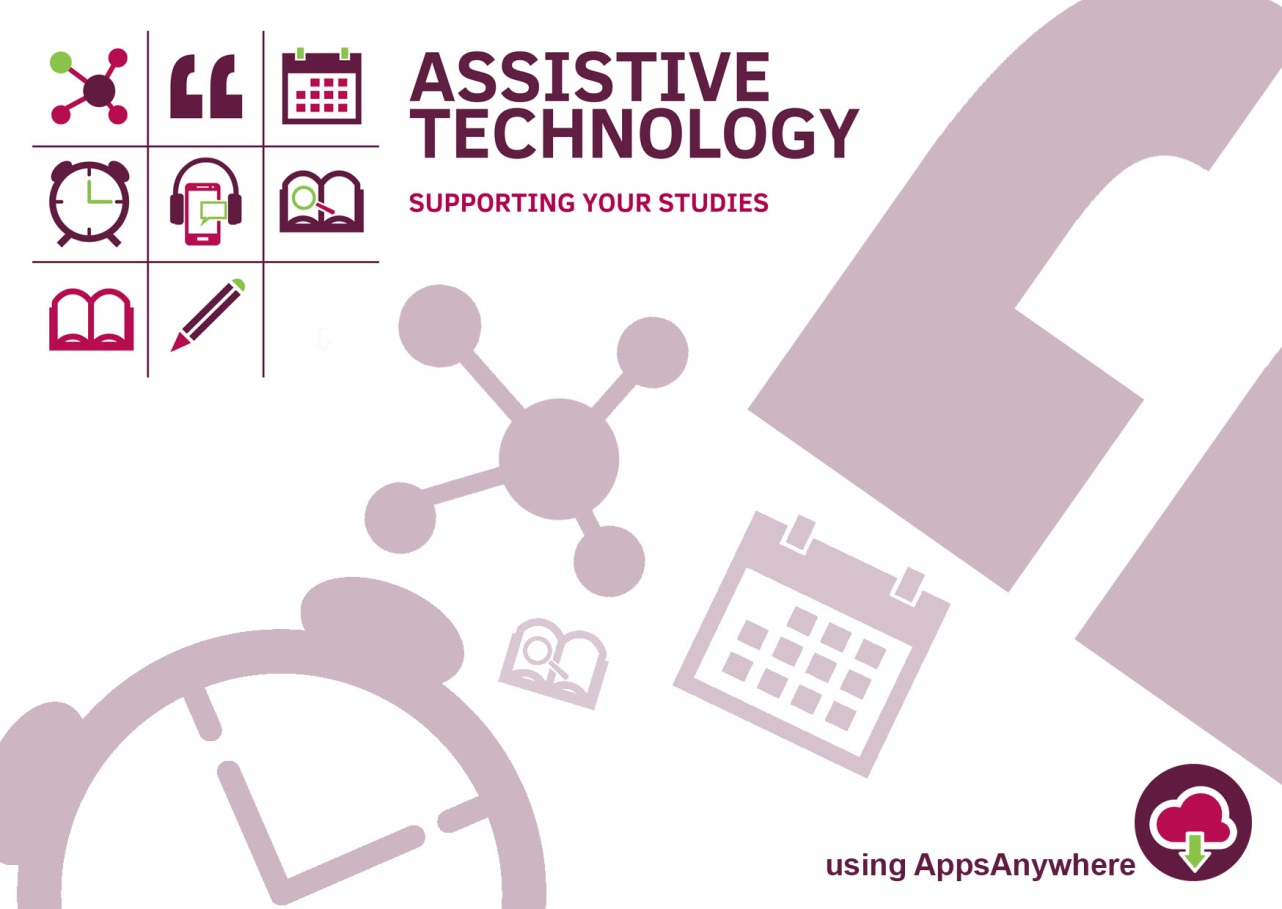 ASSISTIVE
TECHNOLOGY
SUPPORTING YOUR STUDIES
using AppsAnywhere